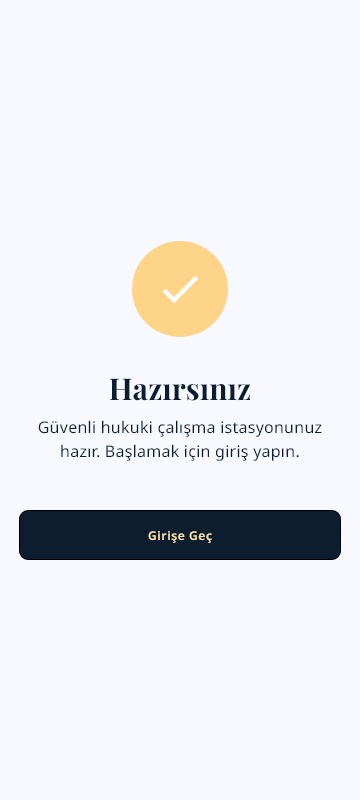 Hazırsınız
Güvenli hukuki çalışma istasyonunuz
hazır. Başlamak için giriş yapın.
Girişe Geç